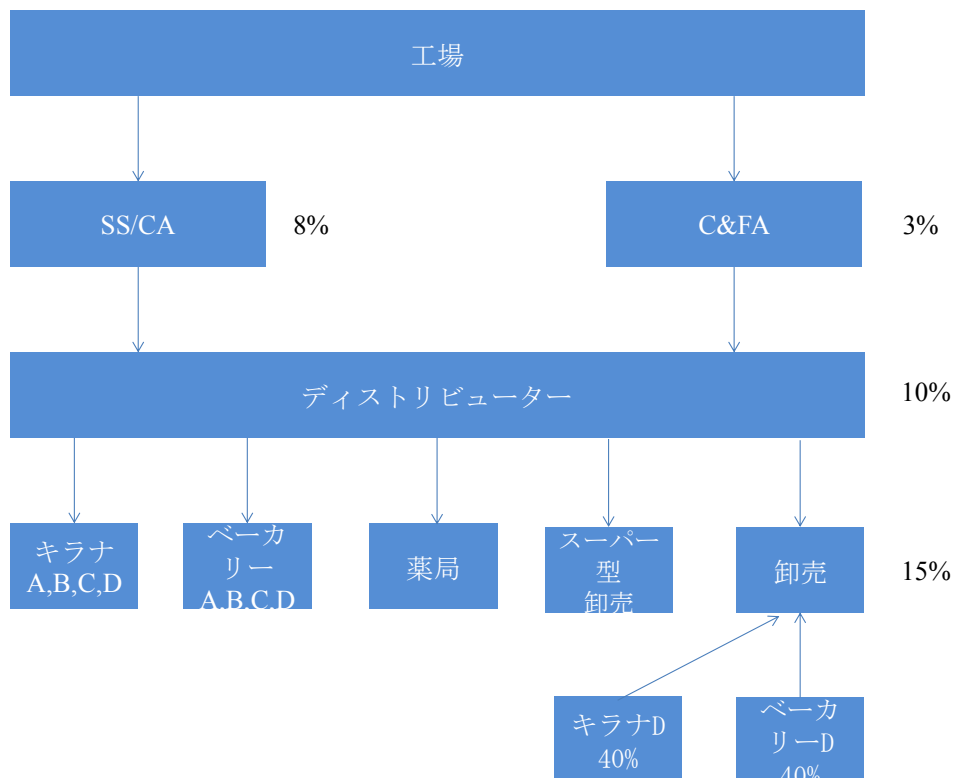 工場
SS/CA
8%
C&FA
3%
ディストリビューター
10%
キラナ
A,B,C,D
ベーカ
リー
A,B,C,D
薬局
スーパー
型
卸売
卸売
15%
キラナD
40%
ベーカ
リーD
40%